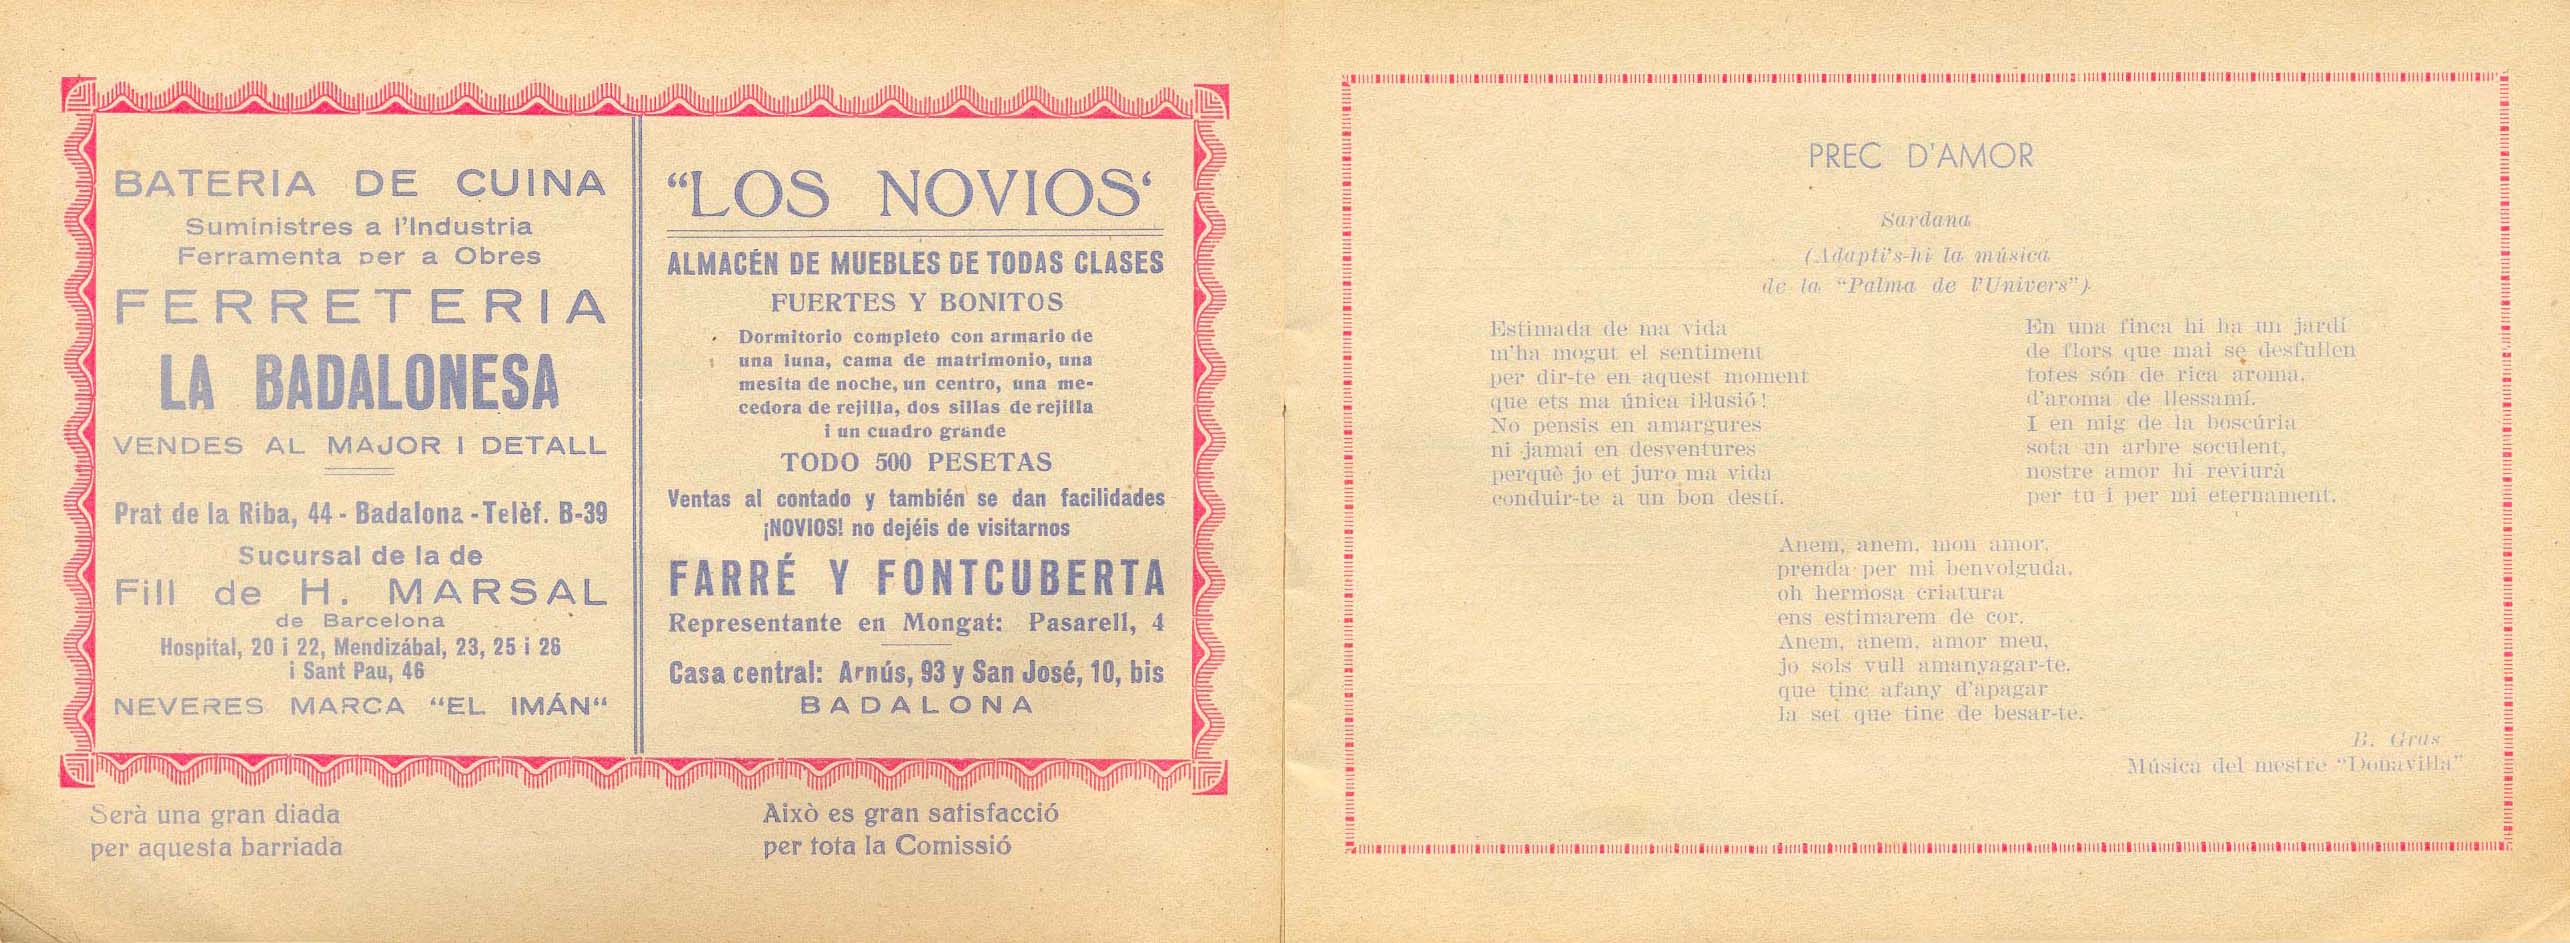 BATERIA DE CUINA
Suministres a l'Industria
Ferramenta per a Obres
FERRETERIA
LA BADALONESA
VENDES AL MAJOR I DETALL
Prat de la Riba, 44 - Badalona - Telèf. B-39
Sucursal de la de
Fill de H. MARSAL
de Barcelona
Hospital, 20 i 22, Mendizábal, 23, 25 i 26
i Sant Pau, 46
NEVERES MARCA "EL IMÁN"
"LOS NOVIOS"
ALMACÉN DE MUEBLES DE TODAS CLASES
FUERTES Y BONITOS
Dormitorio completo con armario de
una luna, cama de matrimonio, una
mesita de noche, un centro, una me-
cedora de rejilla, dos sillas de rejilla
i un cuadro grande
TODO 500 PESETAS
Ventas al contado y también se dan facilidades
¡NOVIOS! no dejéis de visitarnos
FARRÉ Y FONTCUBERTA
Representante en Mongat: Pasarell, 4
Casa central: Arnús, 93 y San José, 10, bis
BADALONA
Serà una gran diada
per aquesta barriada
Això es gran satisfacció
per tota la Comissió
PREC D'AMOR
Sardana
(Adapti's-hi la música
de la "Palma de l'Univers")
Estimada de ma vida
m'ha mogut el sentiment
per dir-te en aquest moment
que ets ma única il·lusió!
No pensis en amargures
ni jamai en desventures
perquè jo et juro ma vida
conduir-te a un bon destí.
En una finca hi ha un jardí
de flors que mai se desfullen
totes són de rica aroma,
d'aroma de llessamí.
I en mig de la boscúria
sota un arbre soculent,
nostre amor hi reviurà
per tu i per mi eternament.
Anem, anem, mon amor,
prenda per mi benvolguda,
oh hermosa criatura
ens estimarem de cor.
Anem, anem, amor meu,
jo sols vull amanyagar-te,
que tinc afany d'apagar
la set que tinc de besar-te.
B. Gras
Música del mestre "Donavilla"